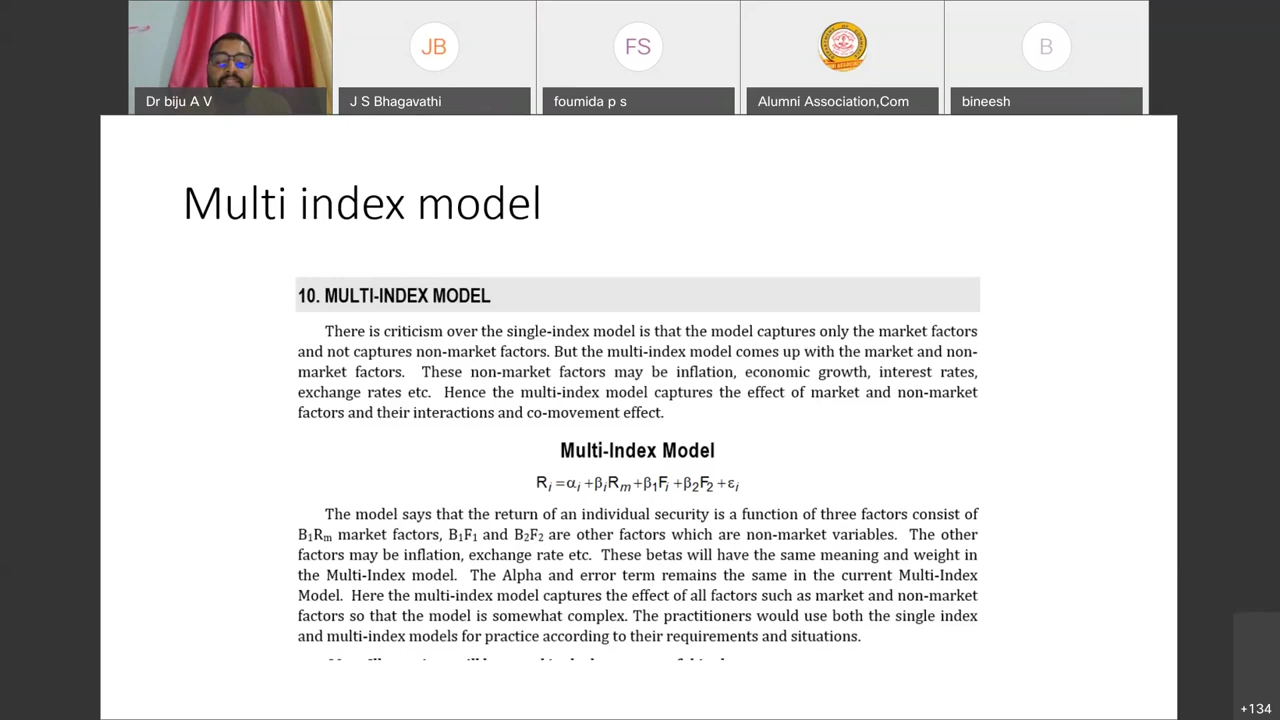 JB
FS
B
Dr biju A V
J S Bhagavathi
foumida p s
Alumni Association,Com
bineesh
Multi index model
10. MULTI-INDEX MODEL
There is criticism over the single-index model is that the model captures only the market factors
and not captures non-market factors. But the multi-index model comes up with the market and non-
market factors. These non-market factors may be inflation, economic growth, interest rates,
exchange rates etc. Hence the multi-index model captures the effect of market and non-market
factors and their interactions and co-movement effect.
Multi-Index Model
Rᵢ =αᵢ +βᵢRₘ+β₁Fᵢ +β₂F₂ +εᵢ
The model says that the return of an individual security is a function of three factors consist of
B₁Rₘ market factors, B₁F₁ and B₂F₂ are other factors which are non-market variables. The other
factors may be inflation, exchange rate etc. These betas will have the same meaning and weight in
the Multi-Index model. The Alpha and error term remains the same in the current Multi-Index
Model. Here the multi-index model captures the effect of all factors such as market and non-market
factors so that the model is somewhat complex. The practitioners would use both the single index
and multi-index models for practice according to their requirements and situations.
+134